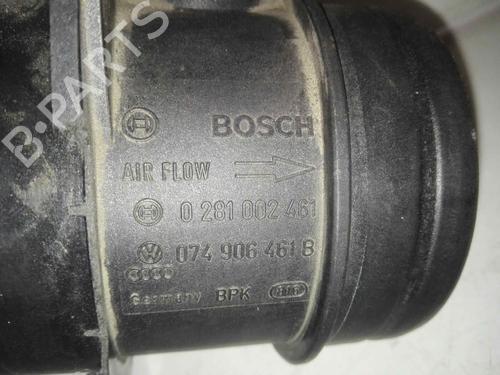 B-PARTS
BOSCH
AIR FLOW
0 281 002 461
074 906 461 B
Germany BPK